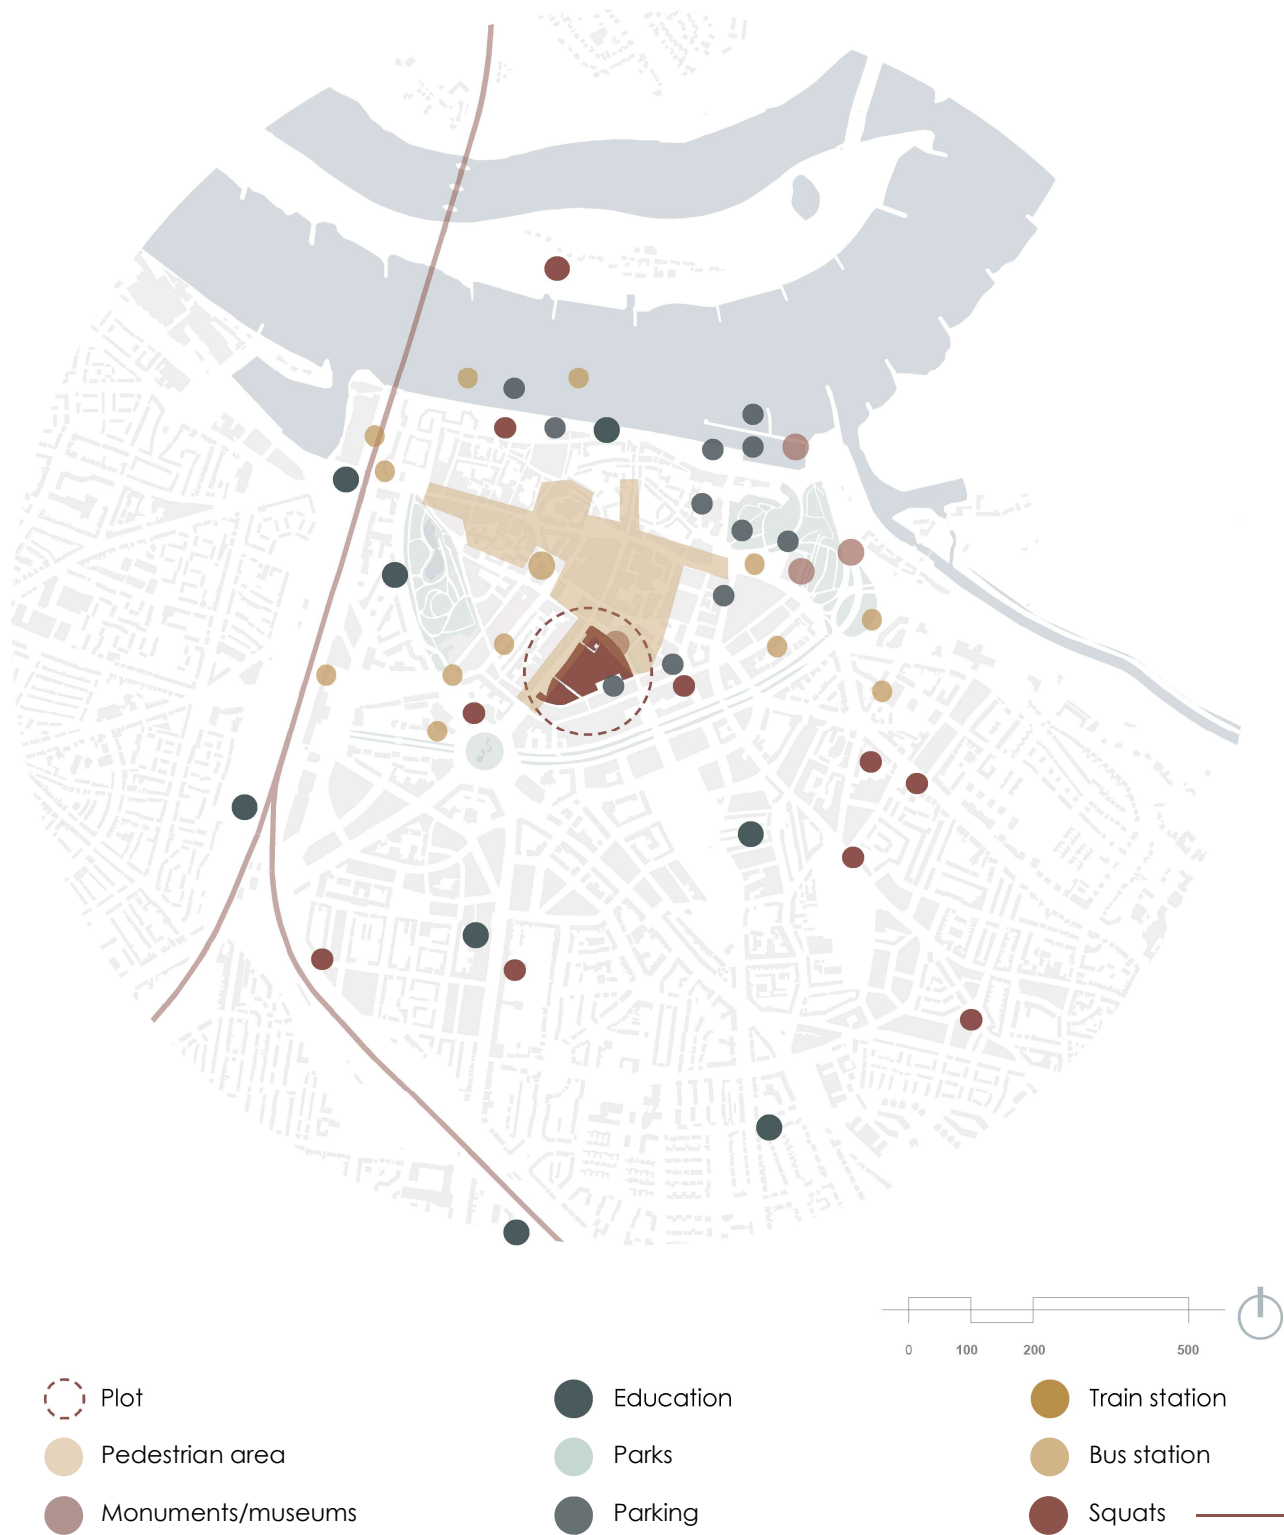 0 100 200 500
Plot Education Train station
Pedestrian area Parks Bus station
Monuments/museums Parking Squats